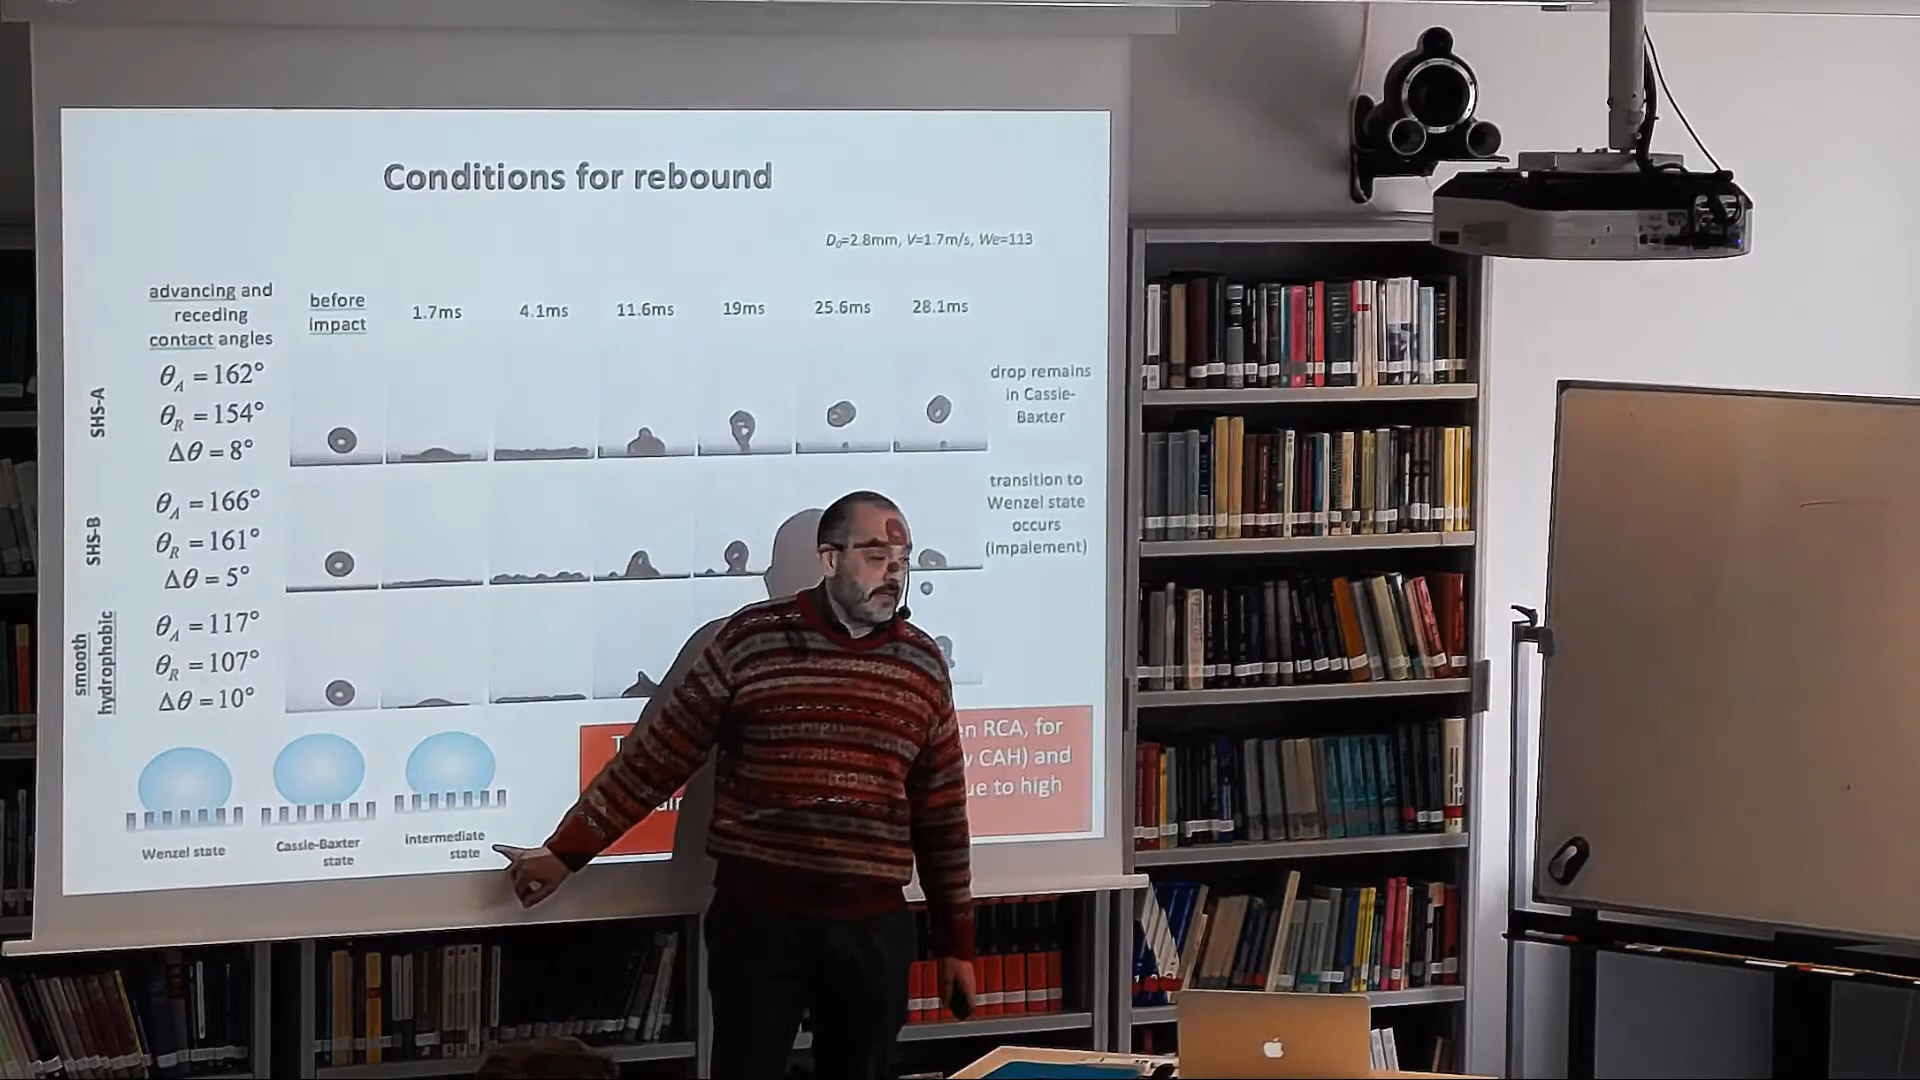 Conditions for rebound
D₀=2.8mm, V=1.7m/s, We=113
advancing and
receding
contact angles
before
impact
1.7ms
4.1ms
11.6ms
19ms
25.6ms
28.1ms
SHS-A
θA = 162°
θR = 154°
Δθ = 8°
drop remains
in Cassie-
Baxter
SHS-B
θA = 166°
θR = 161°
Δθ = 5°
transition to
Wenzel state
occurs
(impalement)
smooth
hydrophobic
θA = 117°
θR = 107°
Δθ = 10°
RCA, for
CAH) and
to high
Wenzel state
Cassie-Baxter
state
intermediate
state